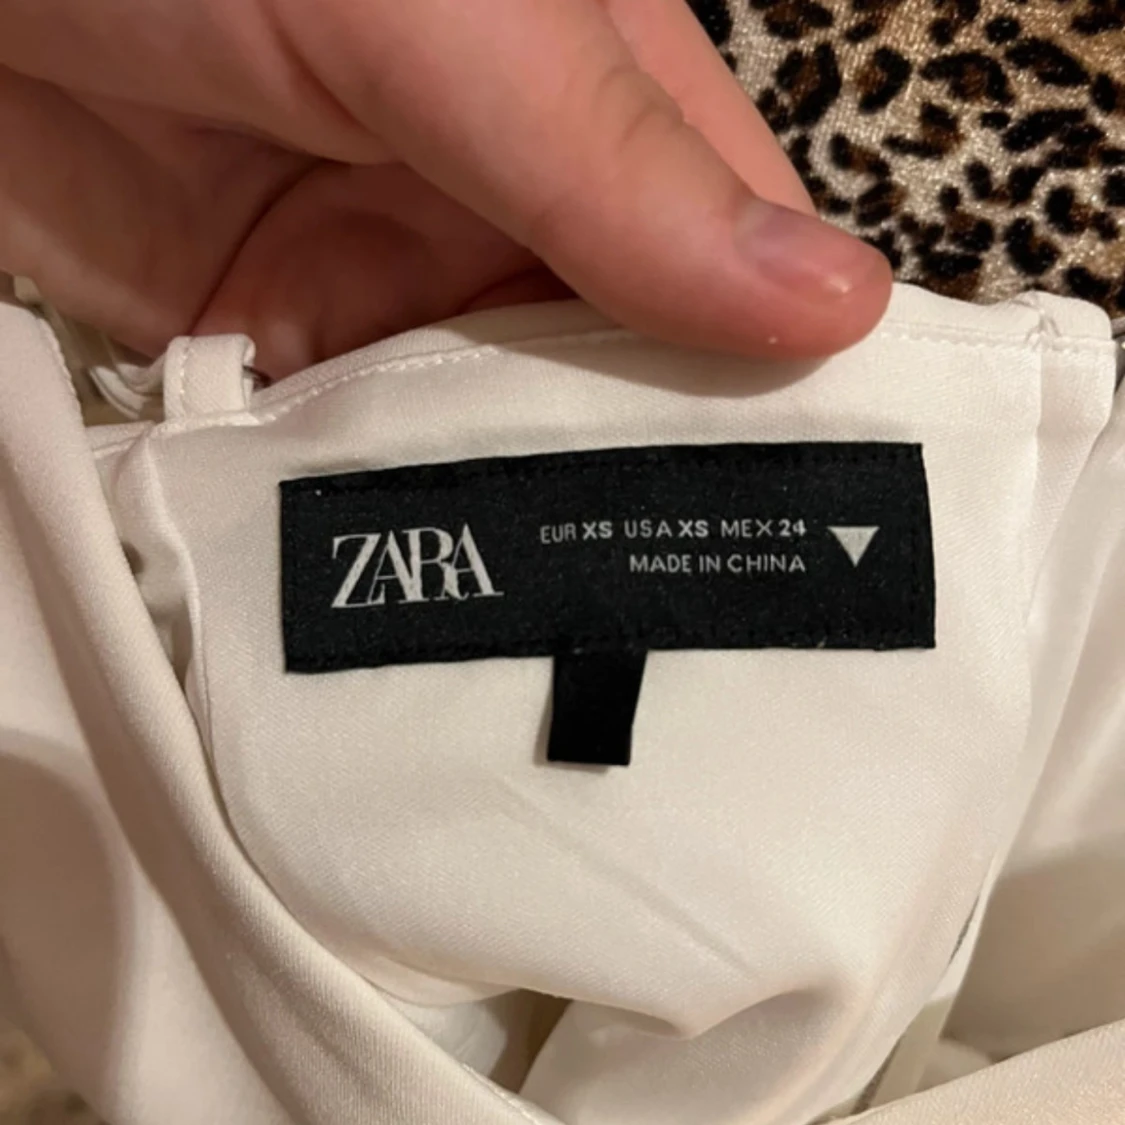 ZARA
EUR XS USA XS MEX 24
MADE IN CHINA